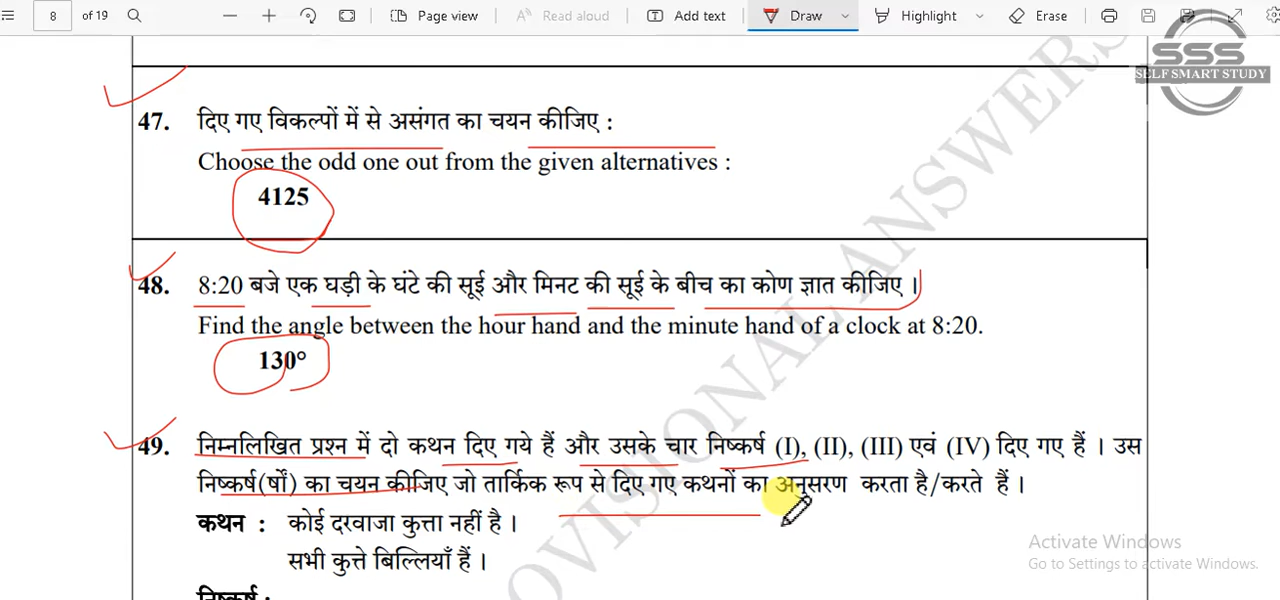 8 of 19 Page view Read aloud Add text Draw Highlight Erase
SSS
SELF SMART STUDY
47. दिए गए विकल्पों में से असंगत का चयन कीजिए :
Choose the odd one out from the given alternatives :
4125
48. 8:20 बजे एक घड़ी के घंटे की सूई और मिनट की सूई के बीच का कोण ज्ञात कीजिए ।
Find the angle between the hour hand and the minute hand of a clock at 8:20.
130°
49. निम्नलिखित प्रश्न में दो कथन दिए गये हैं और उसके चार निष्कर्ष (I), (II), (III) एवं (IV) दिए गए हैं । उस
निष्कर्ष(र्षों) का चयन कीजिए जो तार्किक रूप से दिए गए कथनों का अनुसरण करता है/करते हैं ।
कथन : कोई दरवाजा कुत्ता नहीं है ।
सभी कुत्ते बिल्लियाँ हैं ।
निष्कर्ष :
OVISIONAL ANSWERS
Activate Windows
Go to Settings to activate Windows.